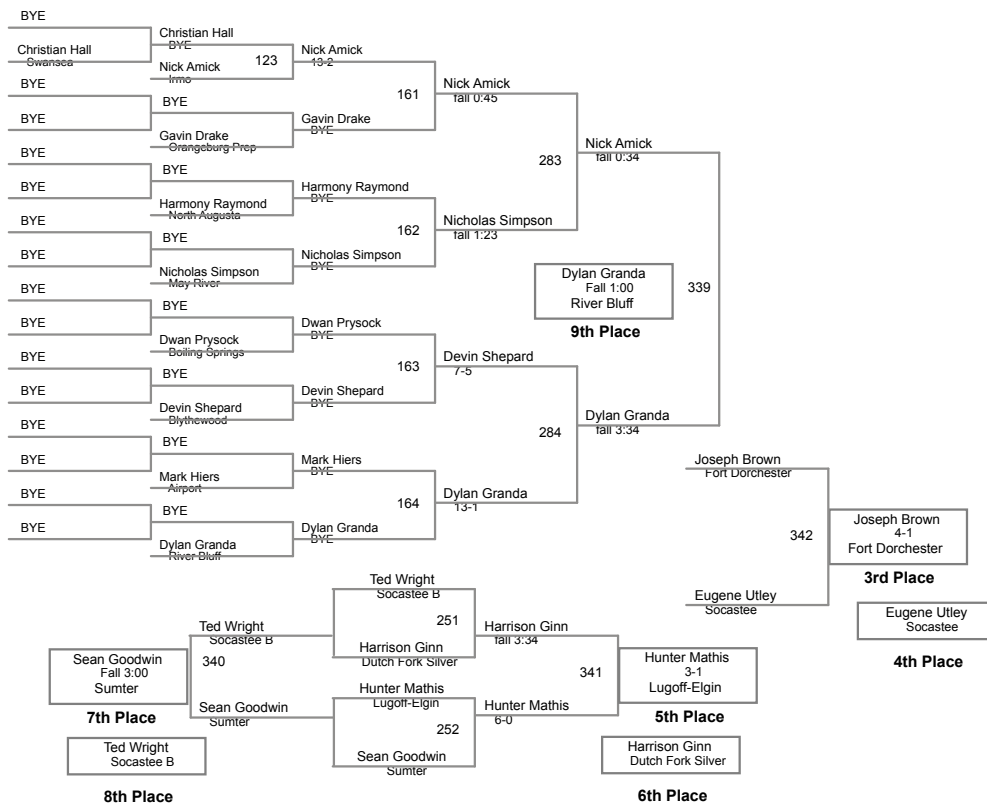 BYE
Christian Hall
Christian Hall
BYE
Swansea
123
Nick Amick
13-2
Nick Amick
Irmo
BYE
161
Nick Amick
fall 0:45
BYE
BYE
Gavin Drake
BYE
Gavin Drake
Orangeburg Prep
283
Nick Amick
fall 0:34
BYE
BYE
BYE
Harmony Raymond
BYE
Harmony Raymond
North Augusta
162
Nicholas Simpson
fall 1:23
BYE
BYE
BYE
Nicholas Simpson
BYE
Nicholas Simpson
May River
339
Dylan Granda
Fall 1:00
River Bluff
9th Place
BYE
BYE
BYE
Dwan Prysock
BYE
Dwan Prysock
Boiling Springs
163
Devin Shepard
7-5
BYE
BYE
BYE
Devin Shepard
BYE
Devin Shepard
Blythewood
284
Dylan Granda
fall 3:34
BYE
BYE
BYE
Mark Hiers
BYE
Mark Hiers
Airport
164
Dylan Granda
13-1
BYE
BYE
BYE
Dylan Granda
BYE
Dylan Granda
River Bluff
Joseph Brown
Fort Dorchester
342
Joseph Brown
4-1
Fort Dorchester
3rd Place
Eugene Utley
Socastee
Eugene Utley
Socastee
4th Place
Ted Wright
Socastee B
251
Harrison Ginn
Dutch Fork Silver
Ted Wright
Socastee B
340
Harrison Ginn
fall 3:34
341
Sean Goodwin
Fall 3:00
Sumter
7th Place
Hunter Mathis
Lugoff-Elgin
252
Sean Goodwin
Sumter
Sean Goodwin
Sumter
Hunter Mathis
6-0
Hunter Mathis
3-1
Lugoff-Elgin
5th Place
Ted Wright
Socastee B
8th Place
Harrison Ginn
Dutch Fork Silver
6th Place